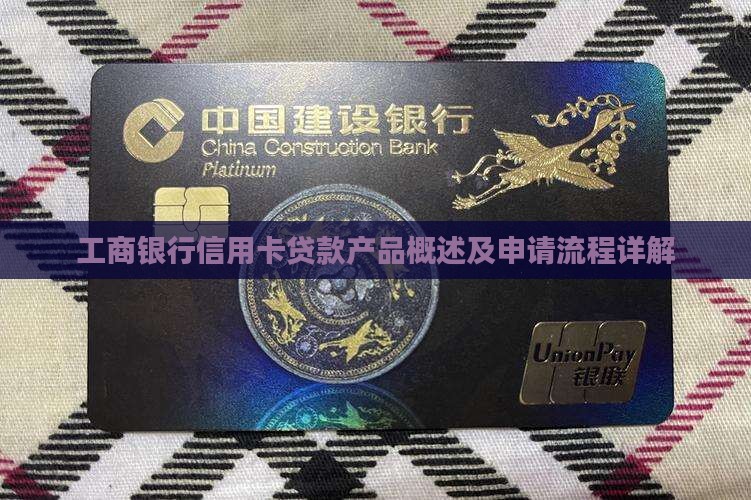 中国建设银行
China Construction Bank
Platinum
工商银行信用卡贷款产品概述及申请流程详解
UnionPay
银联